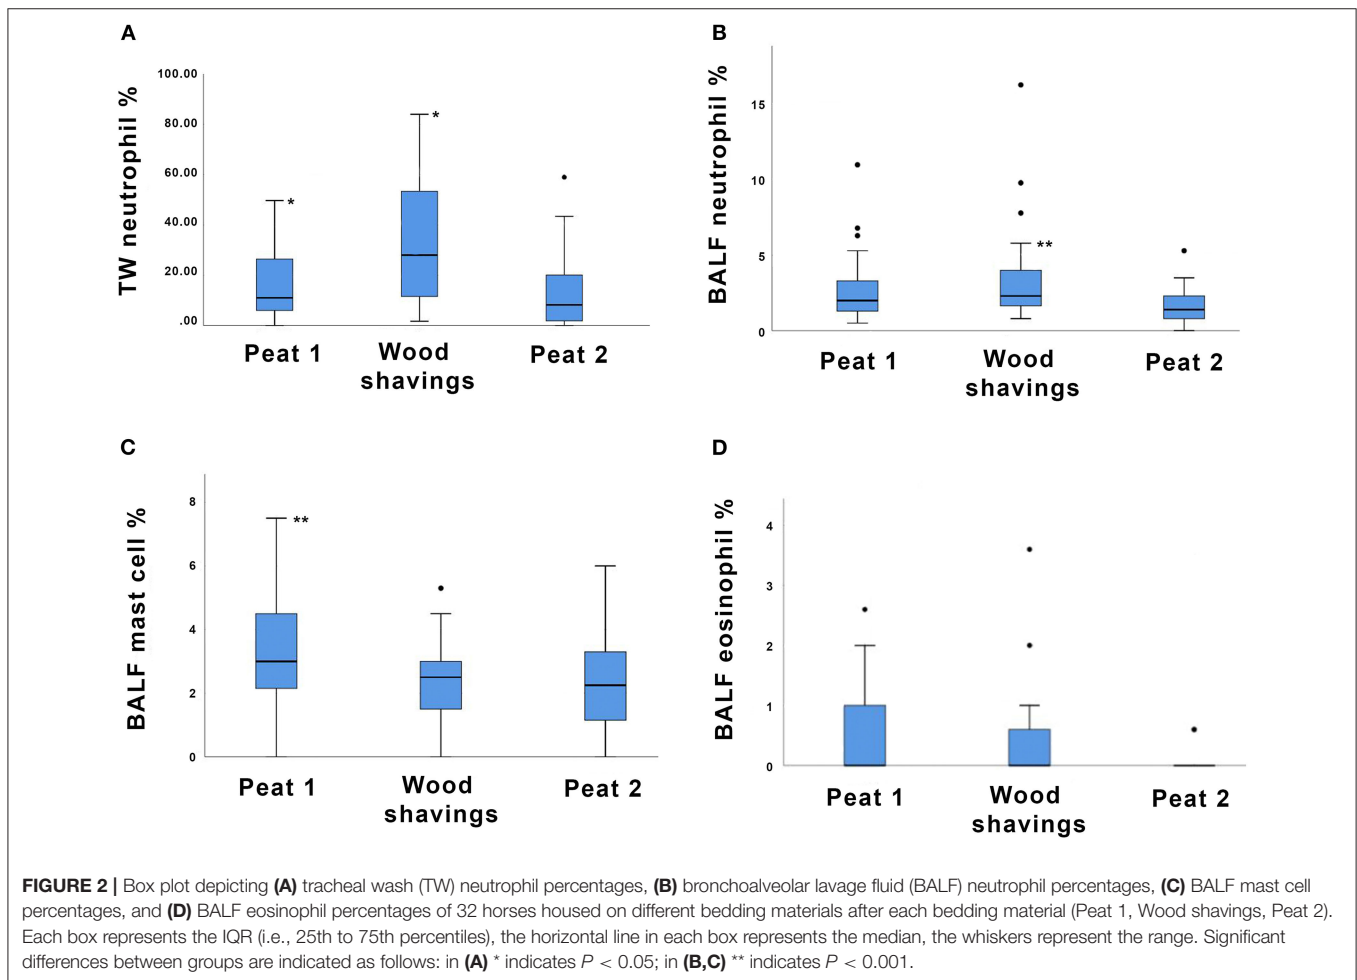 A
TW neutrophil %
100.00
80.00
60.00
40.00
20.00
.00
*
*
Peat 1
Wood
shavings
Peat 2
B
BALF neutrophil %
15
10
5
0
**
Peat 1
Wood
shavings
Peat 2
C
BALF mast cell %
8
6
4
2
0
**
Peat 1
Wood
shavings
Peat 2
D
BALF eosinophil %
4
3
2
1
0
Peat 1
Wood
shavings
Peat 2
FIGURE 2 | Box plot depicting (A) tracheal wash (TW) neutrophil percentages, (B) bronchoalveolar lavage fluid (BALF) neutrophil percentages, (C) BALF mast cell
percentages, and (D) BALF eosinophil percentages of 32 horses housed on different bedding materials after each bedding material (Peat 1, Wood shavings, Peat 2).
Each box represents the IQR (i.e., 25th to 75th percentiles), the horizontal line in each box represents the median, the whiskers represent the range. Significant
differences between groups are indicated as follows: in (A) * indicates P < 0.05; in (B,C) ** indicates P < 0.001.